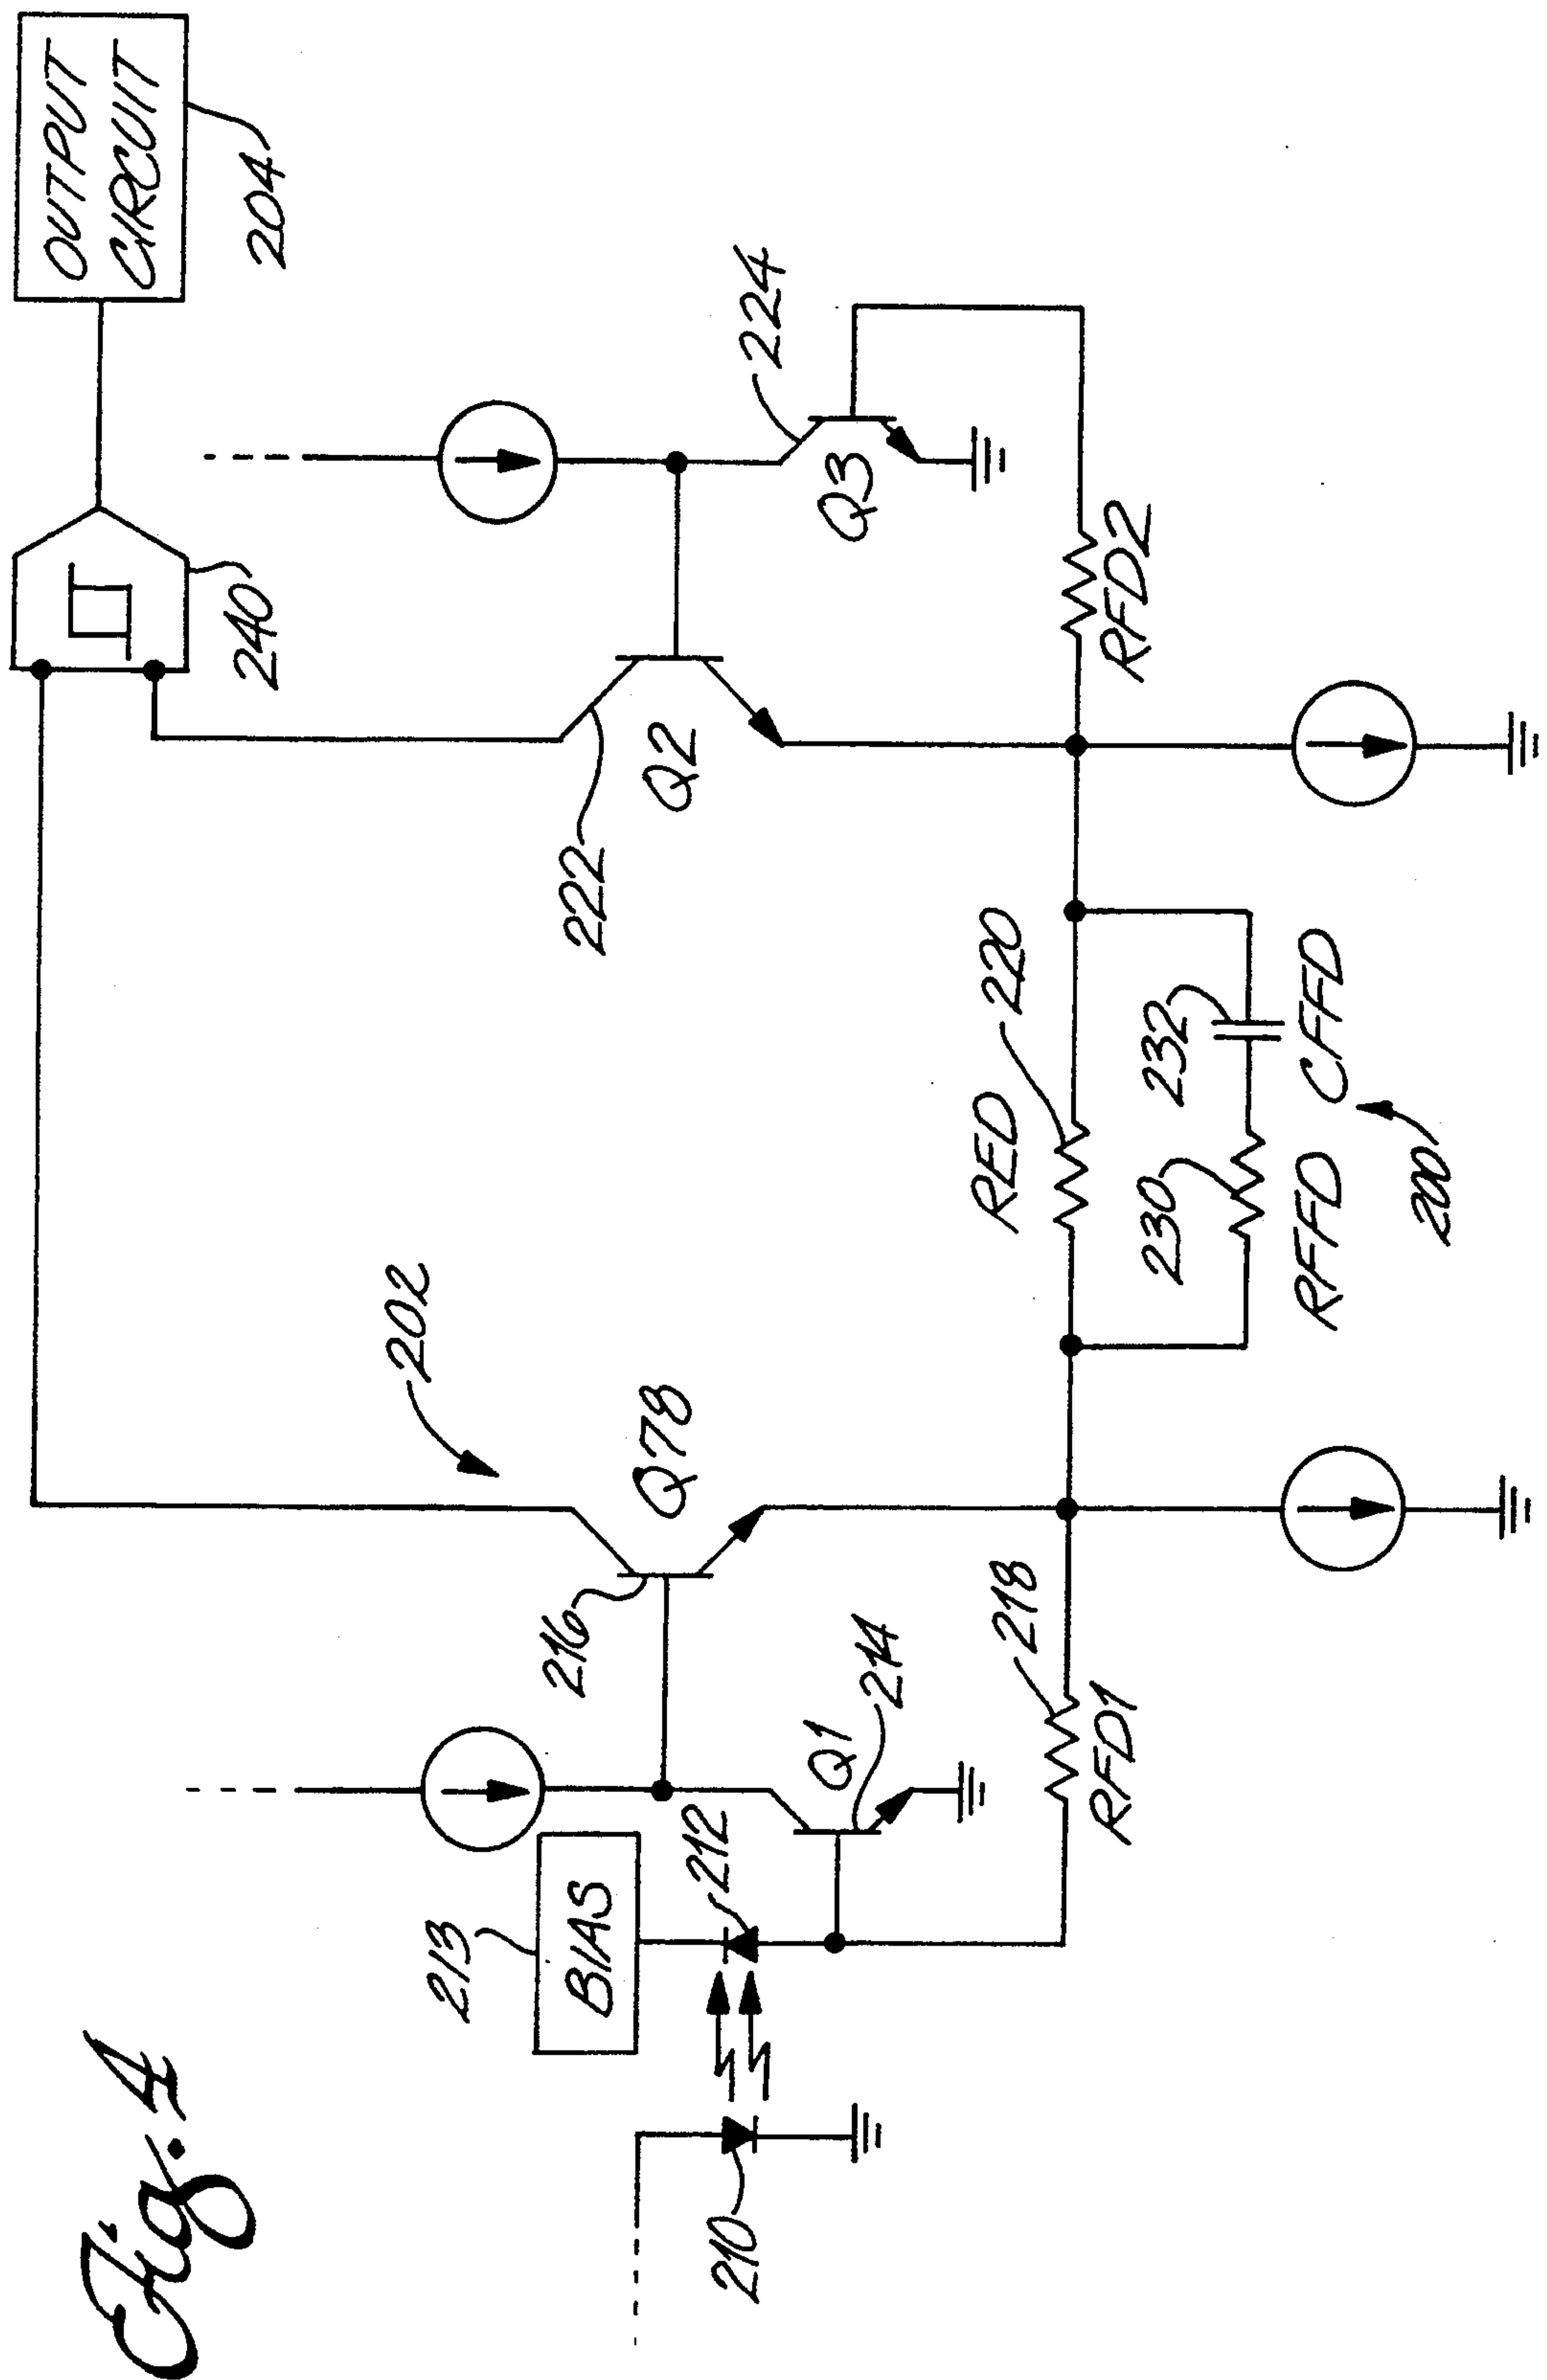 Fig. 4
OUTPUT
CIRCUIT
204
240
202
213
BIAS
216
Q78
222
Q2
224
Q3
210
212
Q1
214
218
RFD1
RED
220
230
232
RFFD
CFFD
200
RFD2